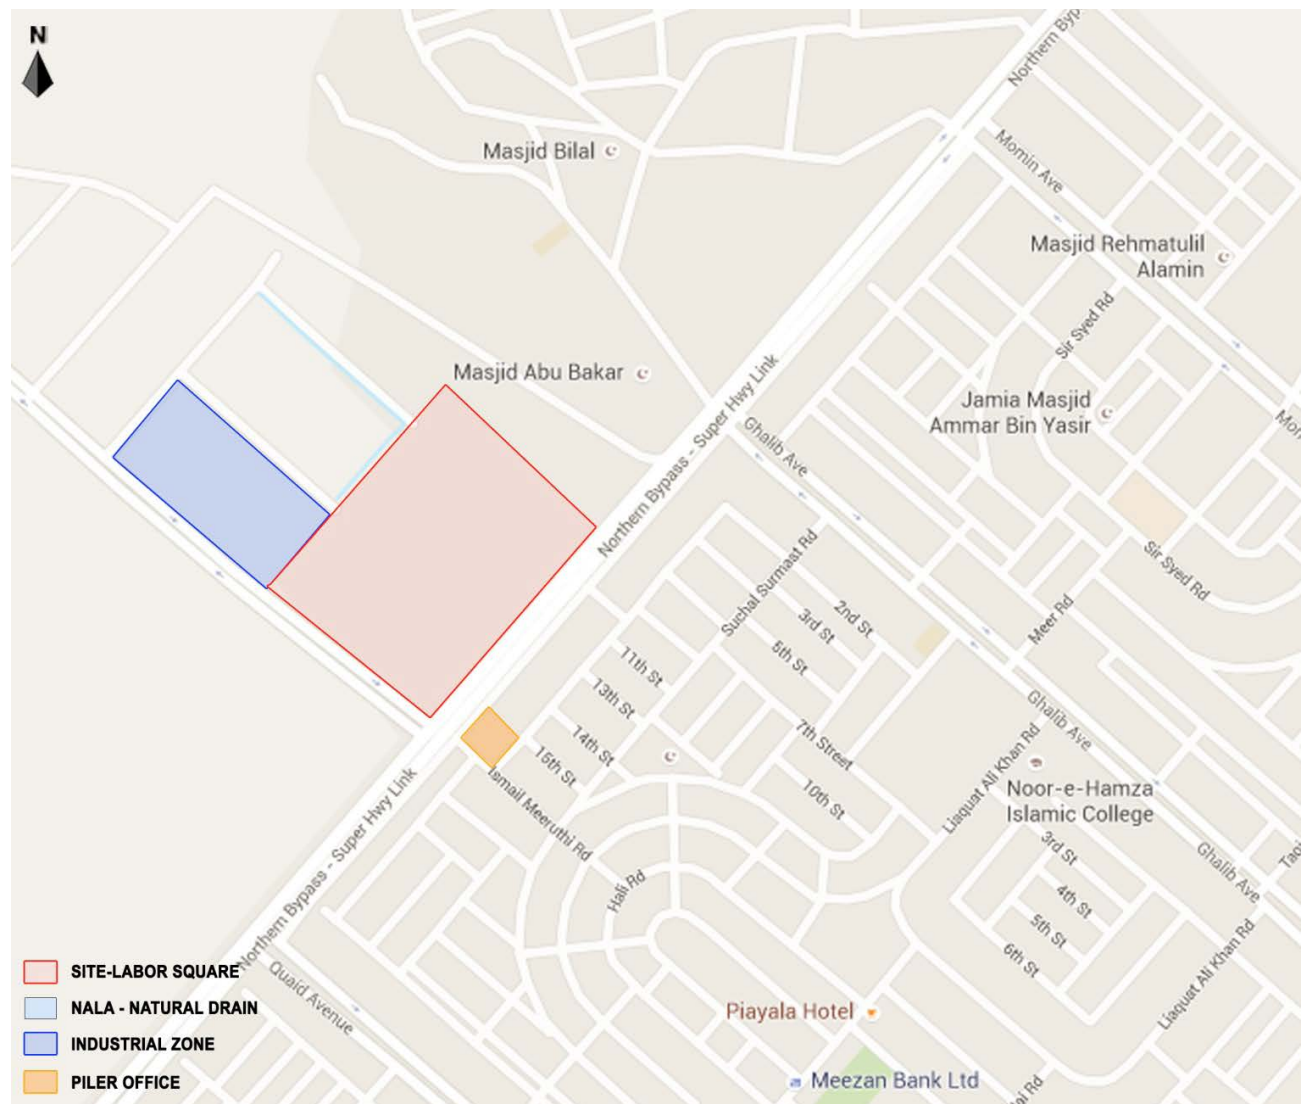 N
Northern Byp
Masjid Bilal
Momin Ave
Masjid Rehmatulil
Alamin
Sir Syed Rd
Masjid Abu Bakar
Northern Bypass - Super Hwy Link
Jamia Masjid
Ammar Bin Yasir
Mon
Ghalib Ave
Suchal Surmast Rd
Sir Syed Rd
2nd St
3rd St
5th St
Meer Rd
11th St
13th St
14th St
15th St
7th Street
10th St
Ghalib Ave
Liaquat Ali Khan Rd
Ismail Meeruthi Rd
Noor-e-Hamza
Islamic College
Northern Bypass - Super Hwy Link
Hali Rd
3rd St
4th St
5th St
6th St
Ghalib Ave
Liaquat Ali Khan Rd
Quaid Avenue
Piayala Hotel
Meezan Bank Ltd
SITE-LABOR SQUARE
NALA - NATURAL DRAIN
INDUSTRIAL ZONE
PILER OFFICE